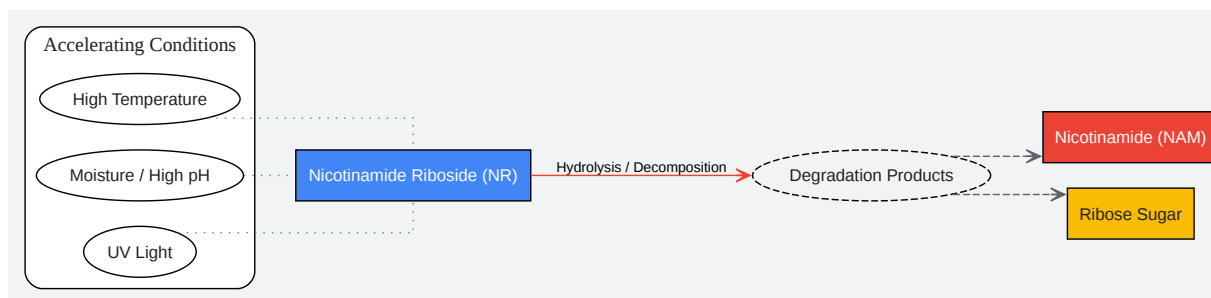 Accelerating Conditions
High Temperature
Moisture / High pH
UV Light
Nicotinamide Riboside (NR)
Hydrolysis / Decomposition
Degradation Products
Nicotinamide (NAM)
Ribose Sugar